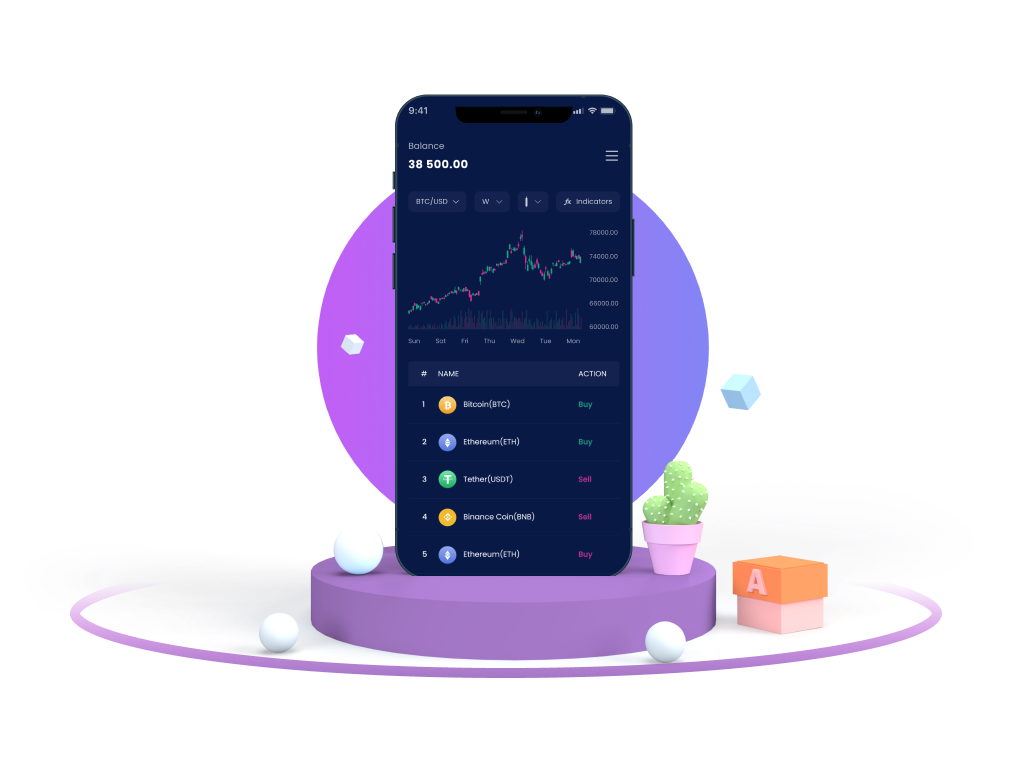 9:41
Balance
38 500.00
BTC/USD W fx Indicators
78000.00
74000.00
70000.00
66000.00
60000.00
Sun Sat Fri Thu Wed Tue Mon
# NAME ACTION
1 Bitcoin(BTC) Buy
2 Ethereum(ETH) Buy
3 Tether(USDT) Sell
4 Binance Coin(BNB) Sell
5 Ethereum(ETH) Buy
A